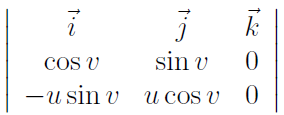 | i⃗ j⃗ k⃗ |
| cos v sin v 0 |
| −u sin v u cos v 0 |